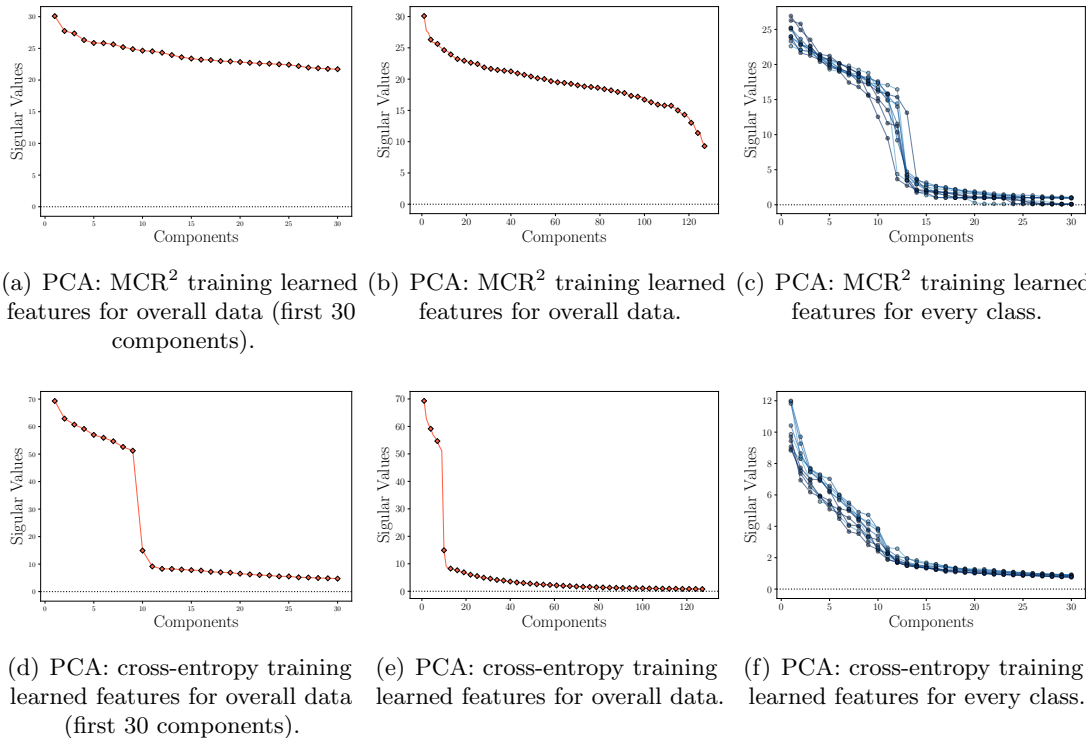 30
25
20
15
10
5
0
Sigular Values
0 5 10 15 20 25 30
Components
30
25
20
15
10
5
0
Sigular Values
0 20 40 60 80 100 120
Components
25
20
15
10
5
0
Sigular Values
0 5 10 15 20 25 30
Components
(a) PCA: MCR² training learned
features for overall data (first 30
components).
(b) PCA: MCR² training learned
features for overall data.
(c) PCA: MCR² training learned
features for every class.
70
60
50
40
30
20
10
0
Sigular Values
0 5 10 15 20 25 30
Components
70
60
50
40
30
20
10
0
Sigular Values
0 20 40 60 80 100 120
Components
12
10
8
6
4
2
0
Sigular Values
0 5 10 15 20 25 30
Components
(d) PCA: cross-entropy training
learned features for overall data
(first 30 components).
(e) PCA: cross-entropy training
learned features for overall data.
(f) PCA: cross-entropy training
learned features for every class.